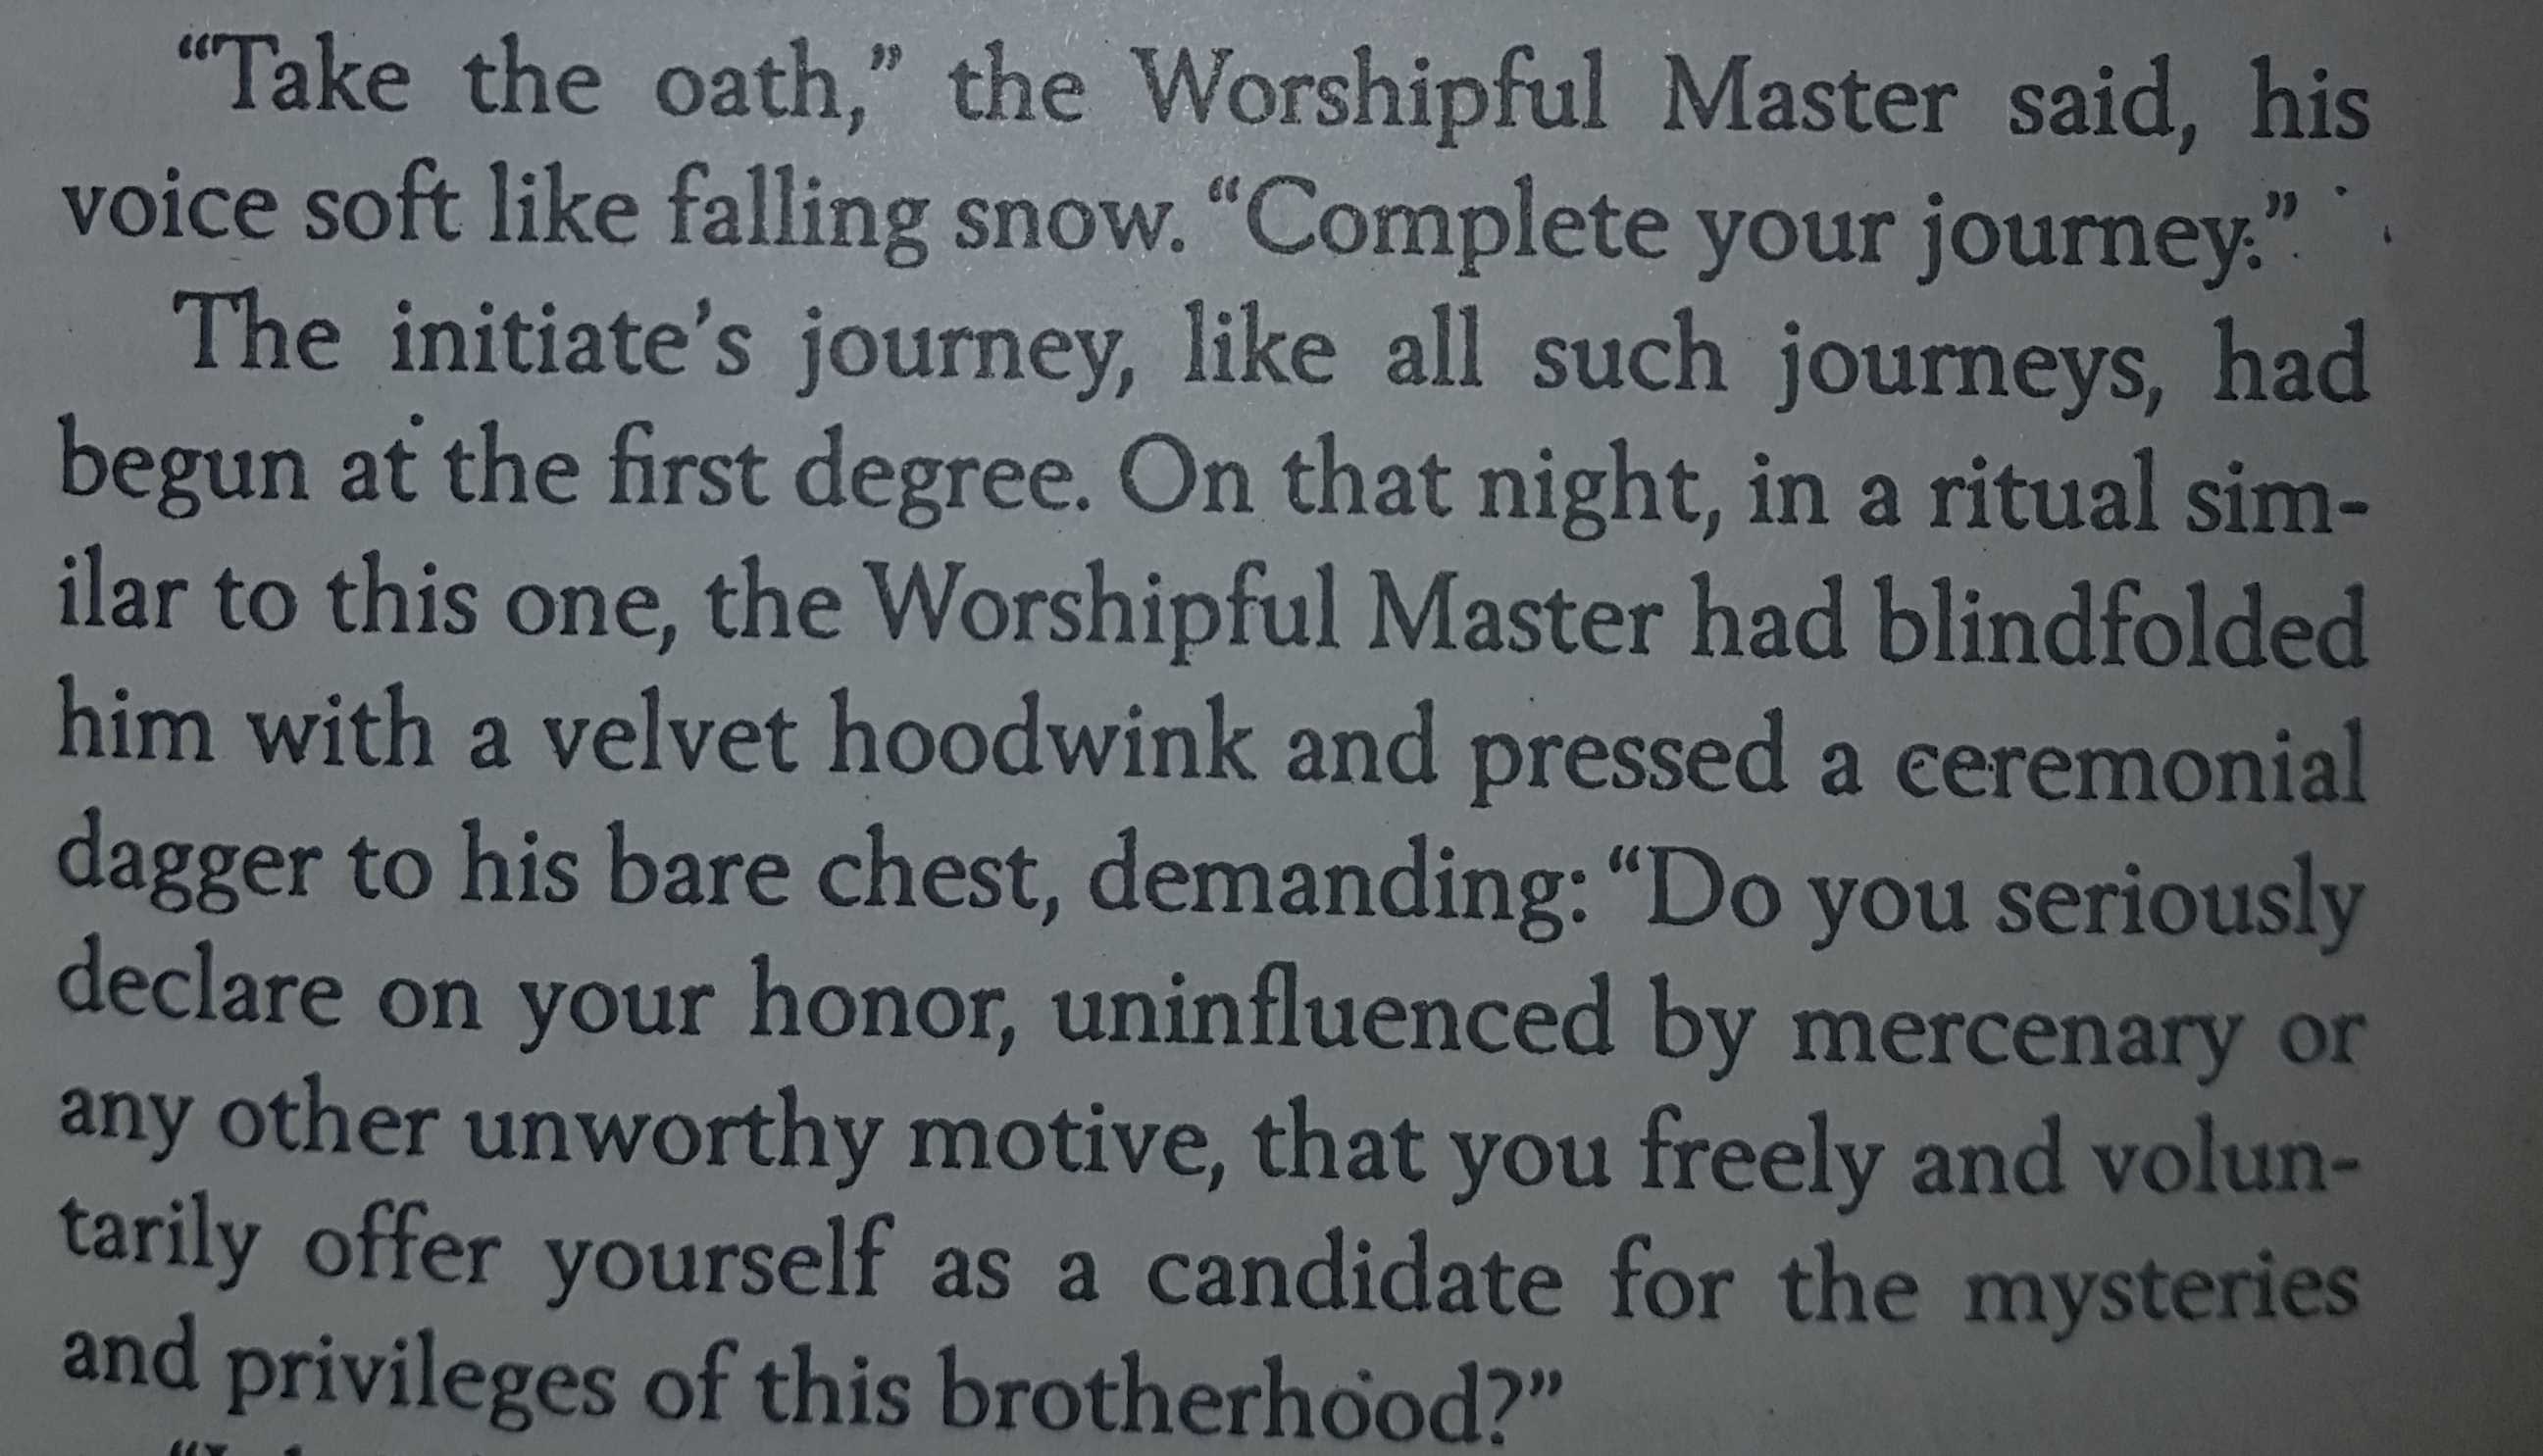 “Take the oath,” the Worshipful Master said, his
voice soft like falling snow. “Complete your journey.”
The initiate’s journey, like all such journeys, had
begun at the first degree. On that night, in a ritual sim-
ilar to this one, the Worshipful Master had blindfolded
him with a velvet hoodwink and pressed a ceremonial
dagger to his bare chest, demanding: “Do you seriously
declare on your honor, uninfluenced by mercenary or
any other unworthy motive, that you freely and volun-
tarily offer yourself as a candidate for the mysteries
and privileges of this brotherhood?”